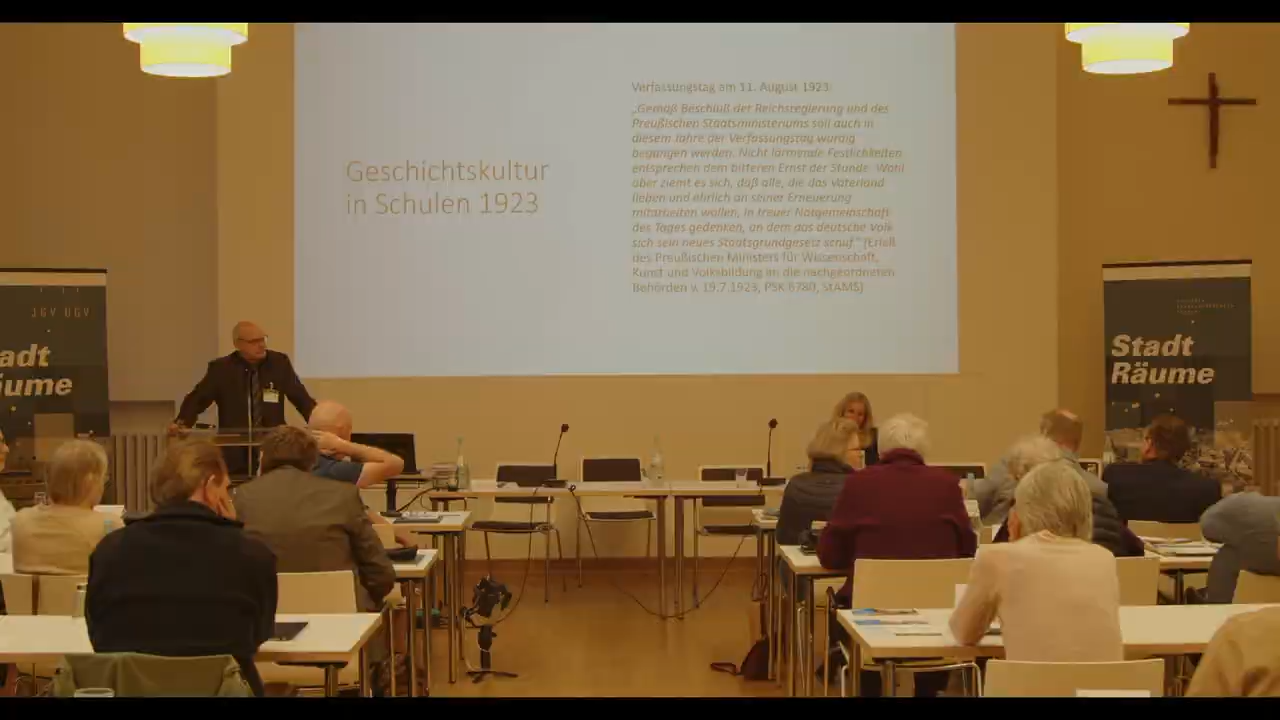 Geschichtskultur
in Schulen 1923
Verfassungstag am 11. August 1923:
„Gemäß Beschluß der Reichsregierung und des
Preußischen Staatsministeriums soll auch in
diesem Jahre der Verfassungstag würdig
begangen werden. Nicht lärmende Festlichkeiten
entsprechen dem bitteren Ernst der Stunde. Wohl
aber ziemt es sich, daß alle, die das Vaterland
lieben und ehrlich an seiner Erneuerung
mitarbeiten wollen, in treuer Notgemeinschaft
des Tages gedenken, an dem das deutsche Volk
sich sein neues Staatsgrundgesetz schuf." (Erlaß
des Preußischen Ministers für Wissenschaft,
Kunst und Volksbildung an die nachgeordneten
Behörden v. 19.7.1923, PSK 6780, StAMS)
adt
äume
Stadt
Räume